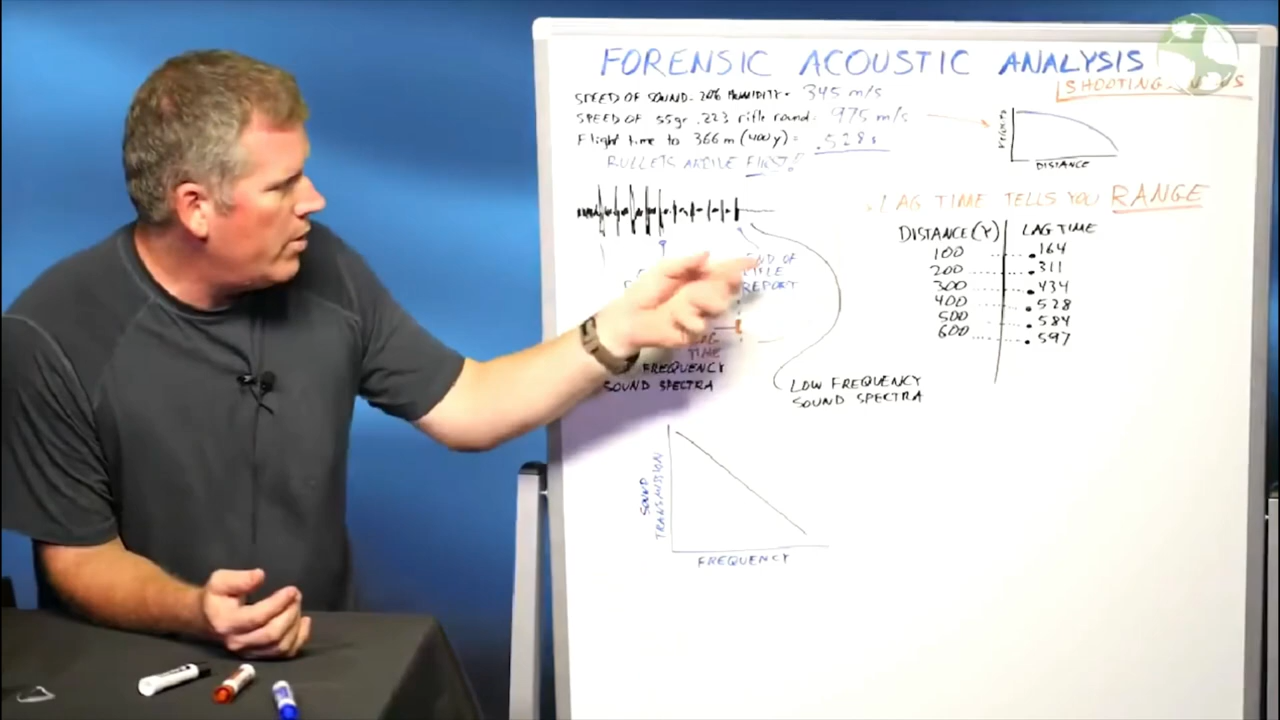 FORENSIC ACOUSTIC ANALYSIS
SHOOTING
SPEED OF SOUND - 20% HUMIDITY = 345 m/s
SPEED OF 55gr .223 rifle round: 975 m/s
Flight time to 366 m (400y) = .528 s
BULLETS ARRIVE FIRST!
VELOCITY
DISTANCE
LAG TIME TELLS YOU RANGE
DISTANCE (Y) LAG TIME
100 ..... .164
200 ..... .311
300 ..... .434
400 ..... .528
500 ..... .584
600 ..... .597
END OF
RIFLE
REPORT
LAG
TIME
FREQUENCY
SOUND SPECTRA
LOW FREQUENCY
SOUND SPECTRA
SOUND
TRANSMISSION
FREQUENCY